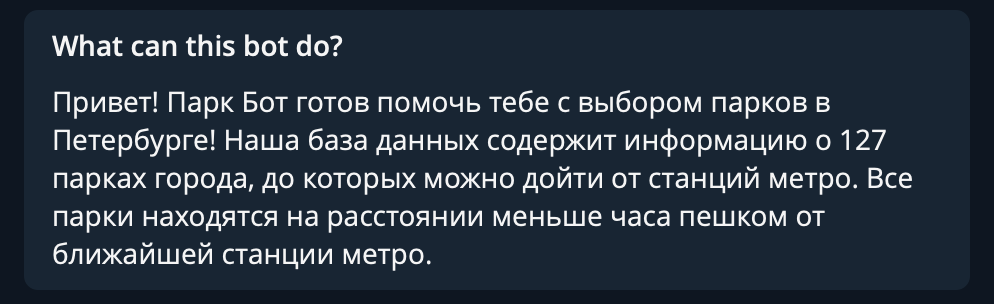 What can this bot do?
Привет! Парк Бот готов помочь тебе с выбором парков в
Петербурге! Наша база данных содержит информацию о 127
парках города, до которых можно дойти от станций метро. Все
парки находятся на расстоянии меньше часа пешком от
ближайшей станции метро.